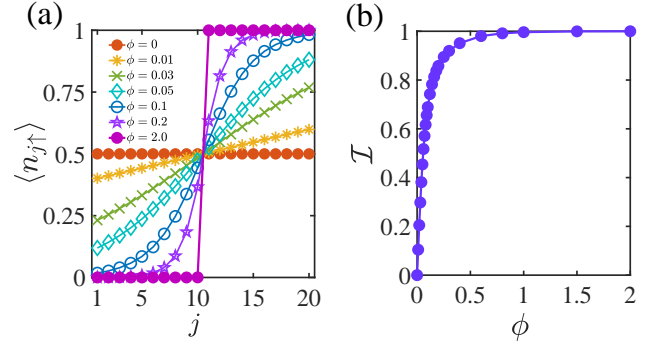 (a)
(b)
1
0.75
0.5
0.25
0
⟨n_{j↑}⟩
ϕ = 0
ϕ = 0.01
ϕ = 0.03
ϕ = 0.05
ϕ = 0.1
ϕ = 0.2
ϕ = 2.0
1 5 10 15 20
j
1
0.8
0.6
0.4
0.2
0
ℐ
0 0.5 1 1.5 2
ϕ